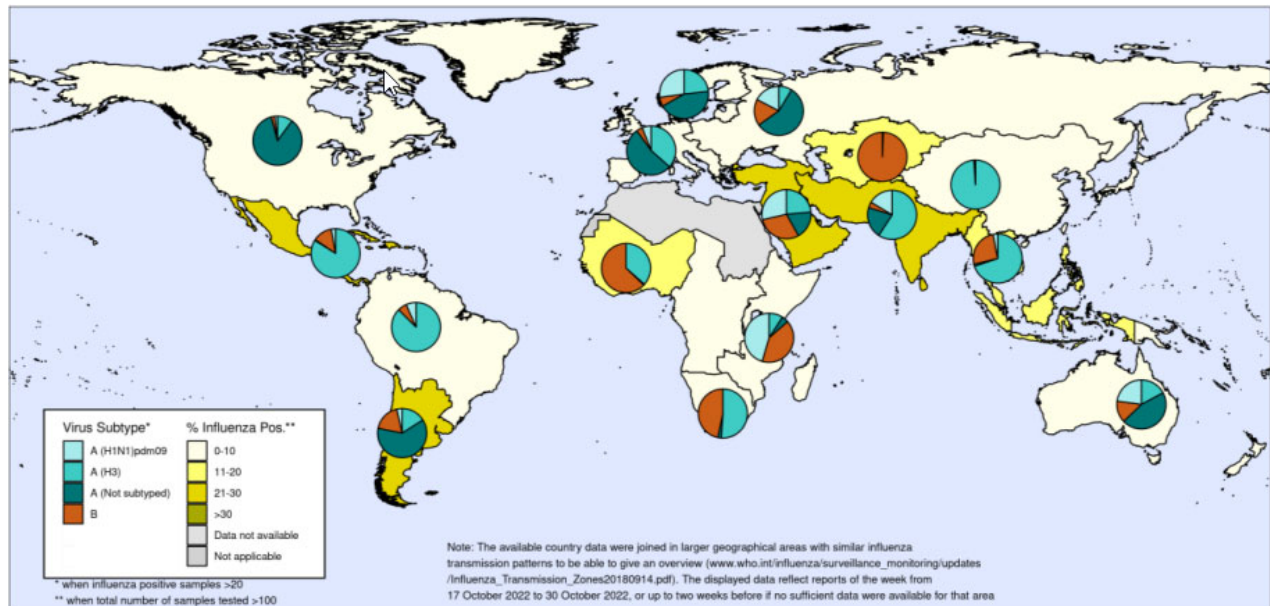 Virus Subtype*
A (H1N1)pdm09
A (H3)
A (Not subtyped)
B
% Influenza Pos.**
0-10
11-20
21-30
>30
Data not available
Not applicable
* when influenza positive samples >20
** when total number of samples tested >100
Note: The available country data were joined in larger geographical areas with similar influenza
transmission patterns to be able to give an overview (www.who.int/influenza/surveillance_monitoring/updates
/Influenza_Transmission_Zones20180914.pdf). The displayed data reflect reports of the week from
17 October 2022 to 30 October 2022, or up to two weeks before if no sufficient data were available for that area